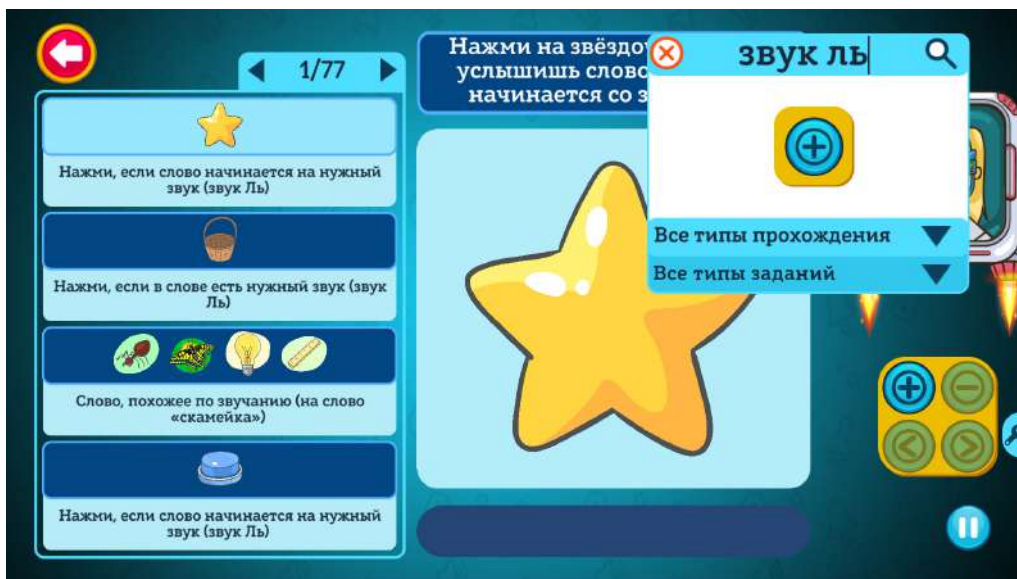 1/77
Нажми, если слово начинается на нужный
звук (звук Ль)
Нажми, если в слове есть нужный звук (звук
Ль)
Слово, похожее по звучанию (на слово
«скамейка»)
Нажми, если слово начинается на нужный
звук (звук Ль)
Нажми на
услышишь слово
начинается со
звук ль
Все типы прохождения
Все типы заданий